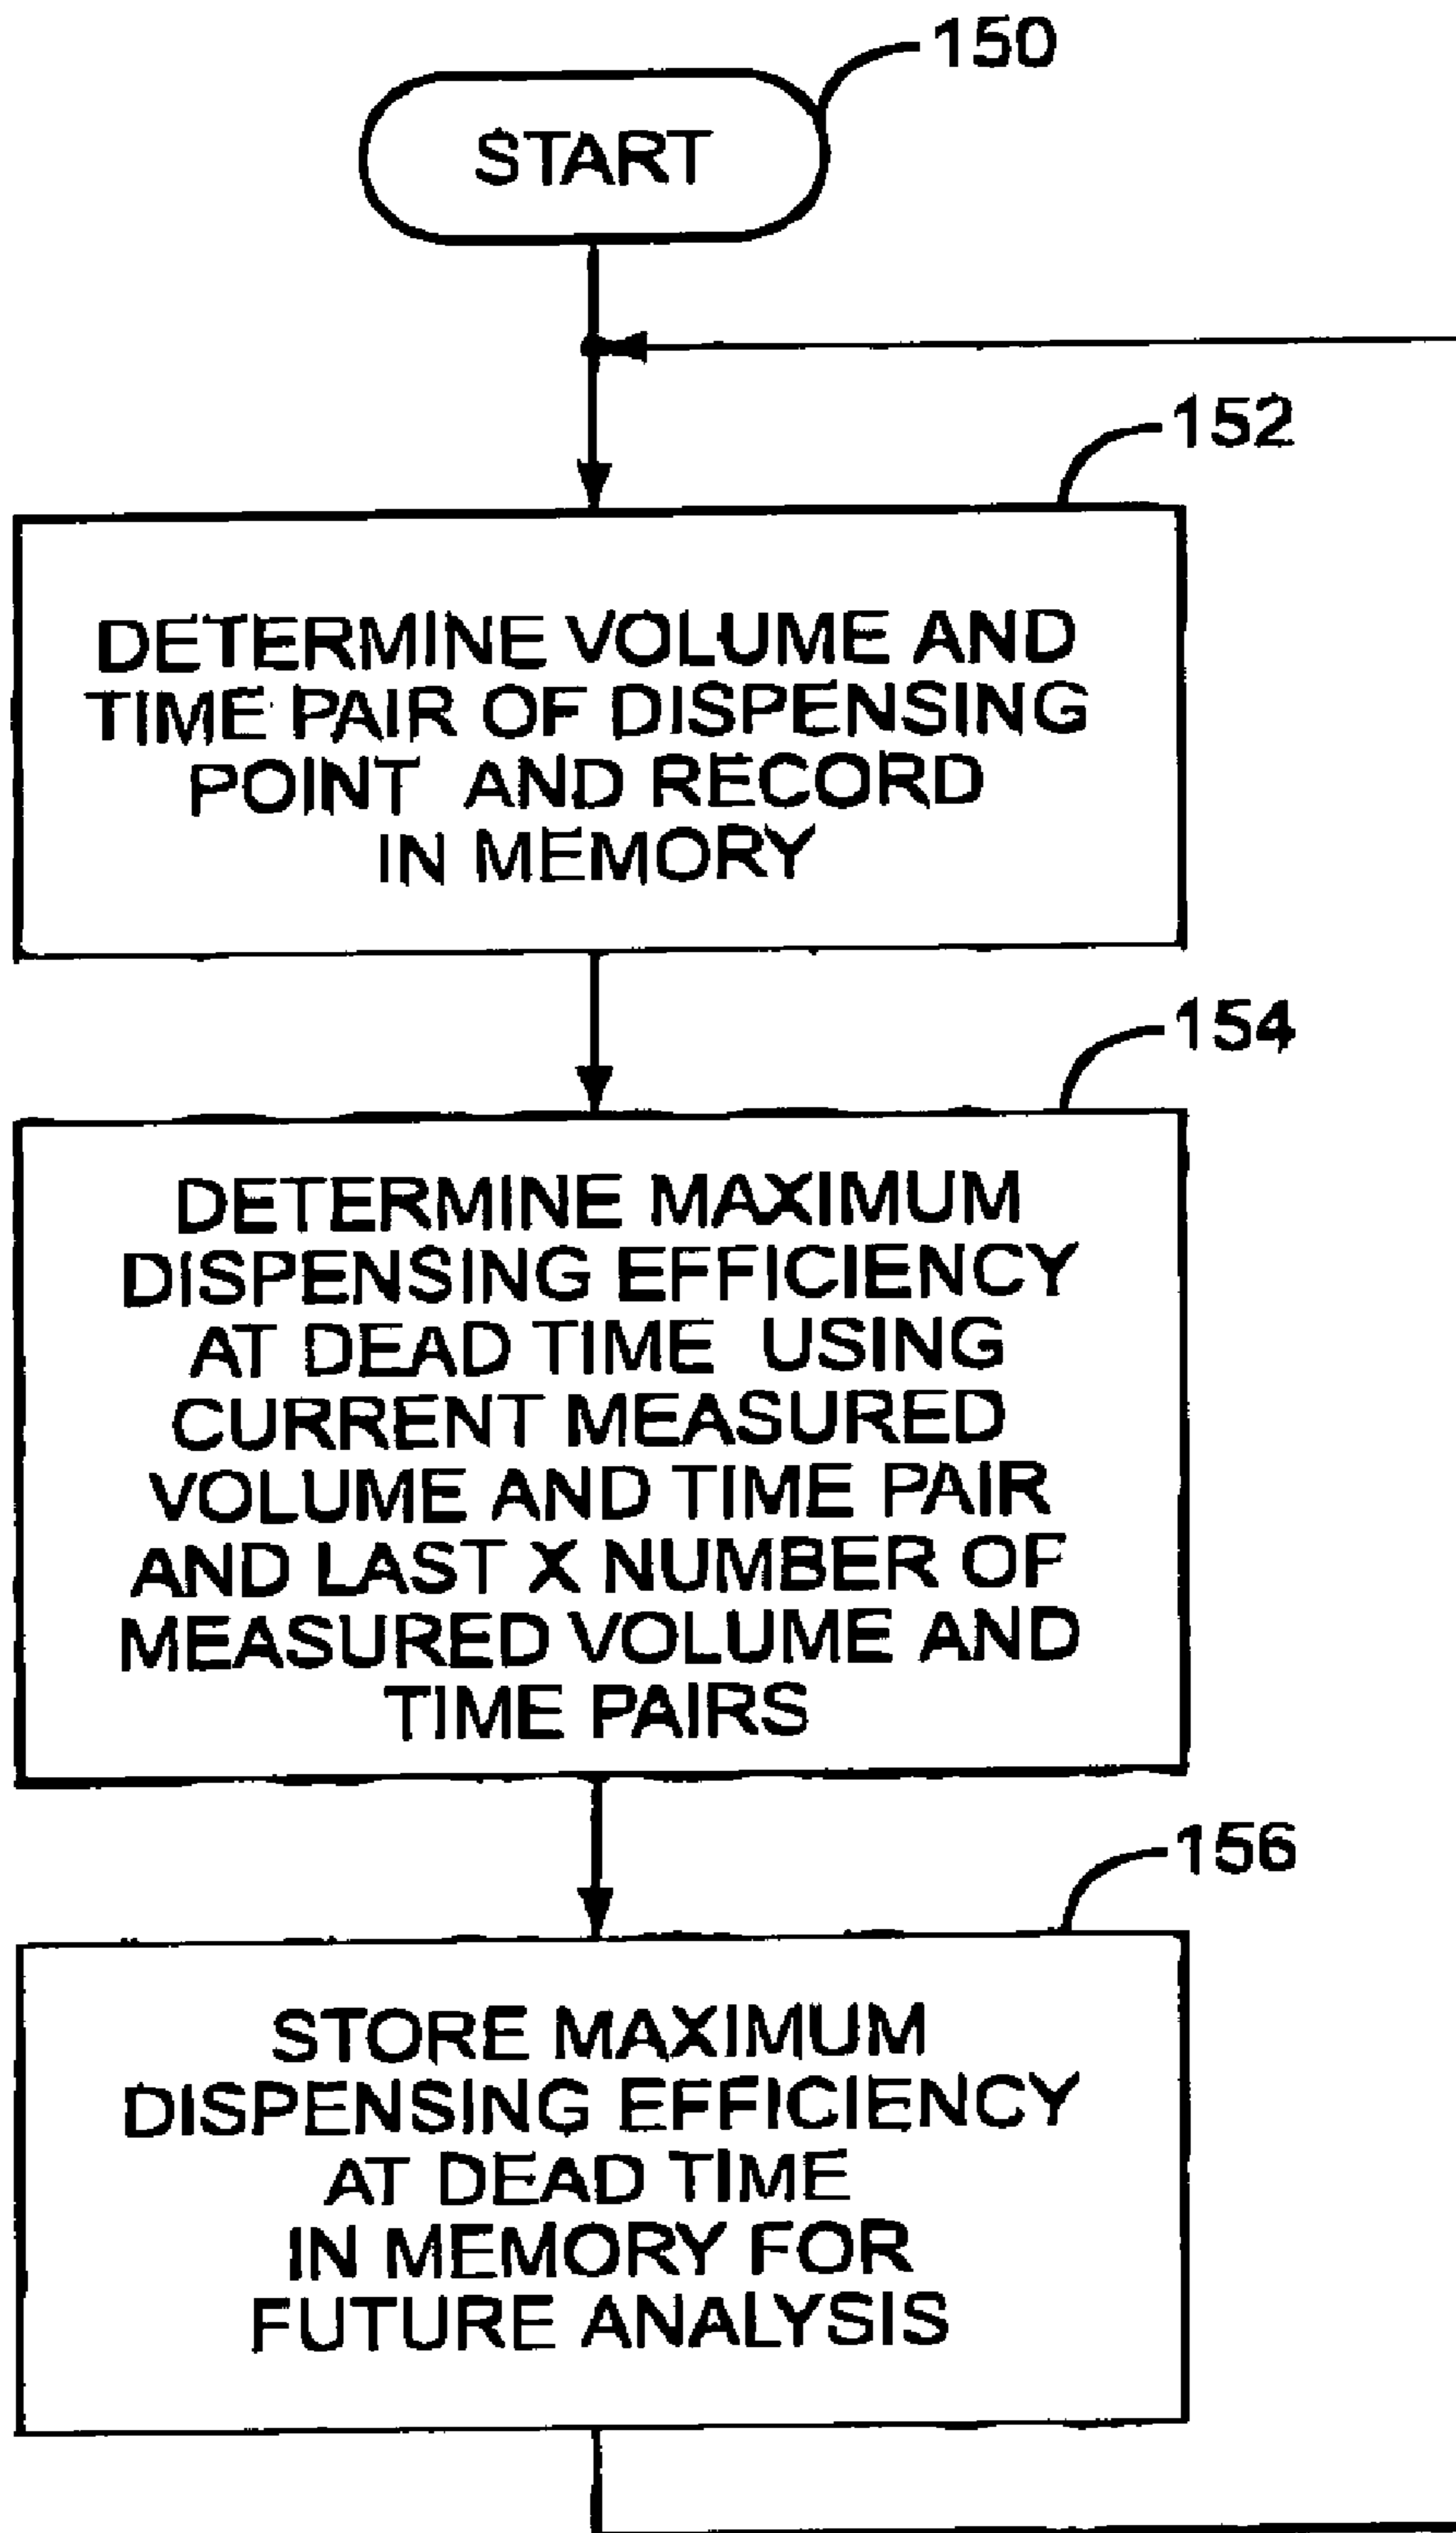 150
START
152
DETERMINE VOLUME AND
TIME PAIR OF DISPENSING
POINT AND RECORD
IN MEMORY
154
DETERMINE MAXIMUM
DISPENSING EFFICIENCY
AT DEAD TIME USING
CURRENT MEASURED
VOLUME AND TIME PAIR
AND LAST X NUMBER OF
MEASURED VOLUME AND
TIME PAIRS
156
STORE MAXIMUM
DISPENSING EFFICIENCY
AT DEAD TIME
IN MEMORY FOR
FUTURE ANALYSIS